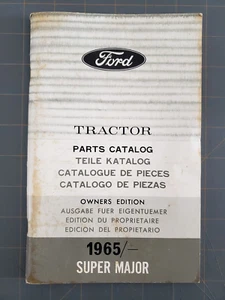 Ford
TRACTOR
PARTS CATALOG
TEILE KATALOG
CATALOGUE DE PIECES
CATALOGO DE PIEZAS
OWNERS EDITION
AUSGABE FUER EIGENTUEMER
EDITION DU PROPRIETAIRE
EDICIÓN DEL PROPIETARIO
1965/—
SUPER MAJOR